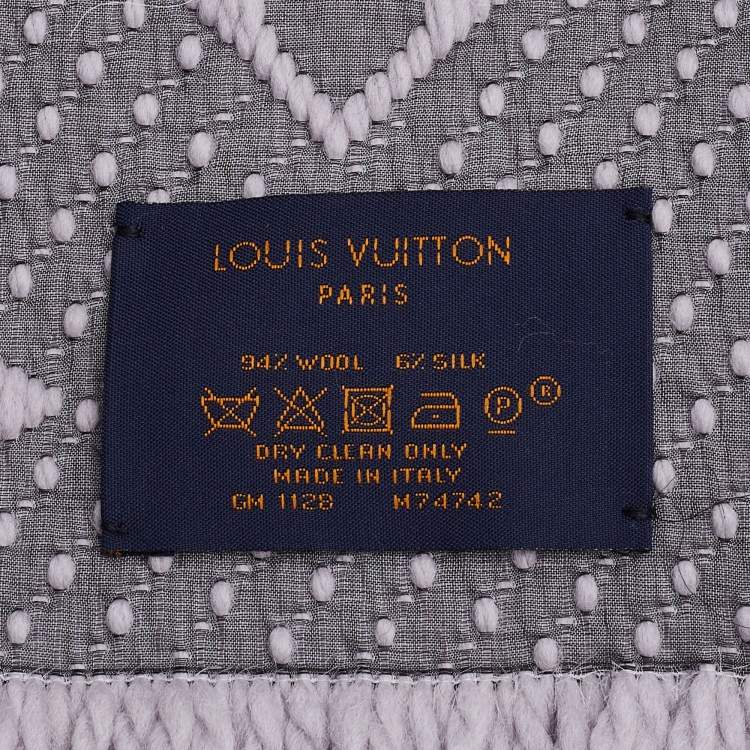 LOUIS VUITTON
PARIS
94% WOOL 6% SILK
P R
DRY CLEAN ONLY
MADE IN ITALY
GM 1128 M74742